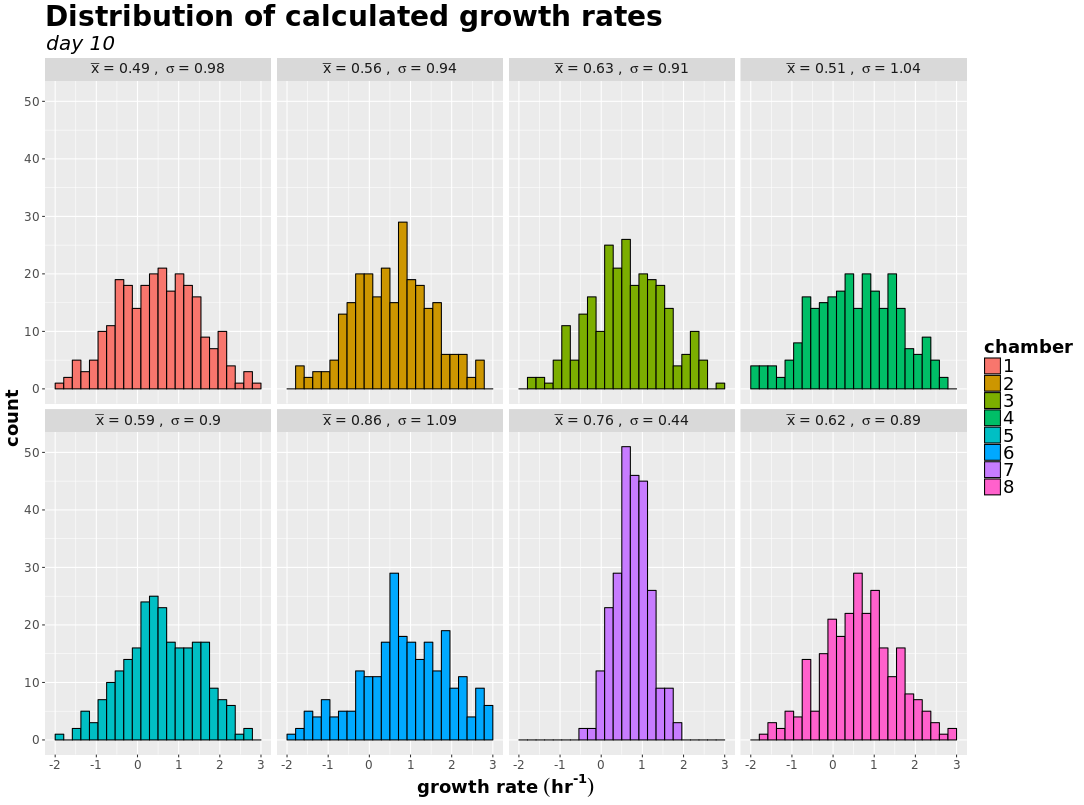 Distribution of calculated growth rates
day 10
x̅ = 0.49 , σ = 0.98
x̅ = 0.56 , σ = 0.94
x̅ = 0.63 , σ = 0.91
x̅ = 0.51 , σ = 1.04
50
40
30
20
10
0
x̅ = 0.59 , σ = 0.9
x̅ = 0.86 , σ = 1.09
x̅ = 0.76 , σ = 0.44
x̅ = 0.62 , σ = 0.89
50
40
30
20
10
0
count
-2 -1 0 1 2 3
-2 -1 0 1 2 3
-2 -1 0 1 2 3
-2 -1 0 1 2 3
growth rate (hr⁻¹)
chamber
1
2
3
4
5
6
7
8